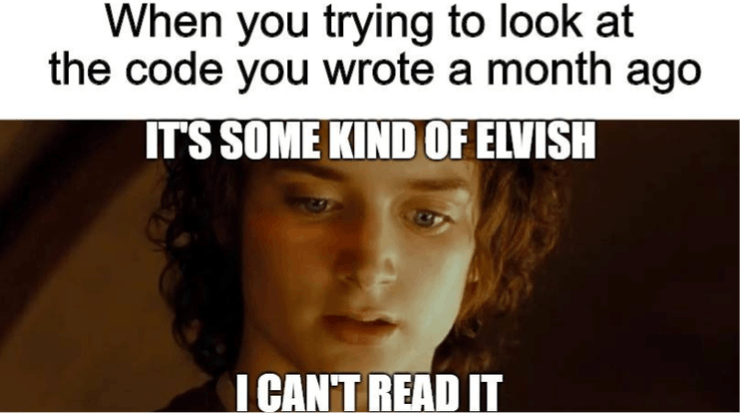 When you trying to look at
the code you wrote a month ago
IT'S SOME KIND OF ELVISH
I CAN'T READ IT